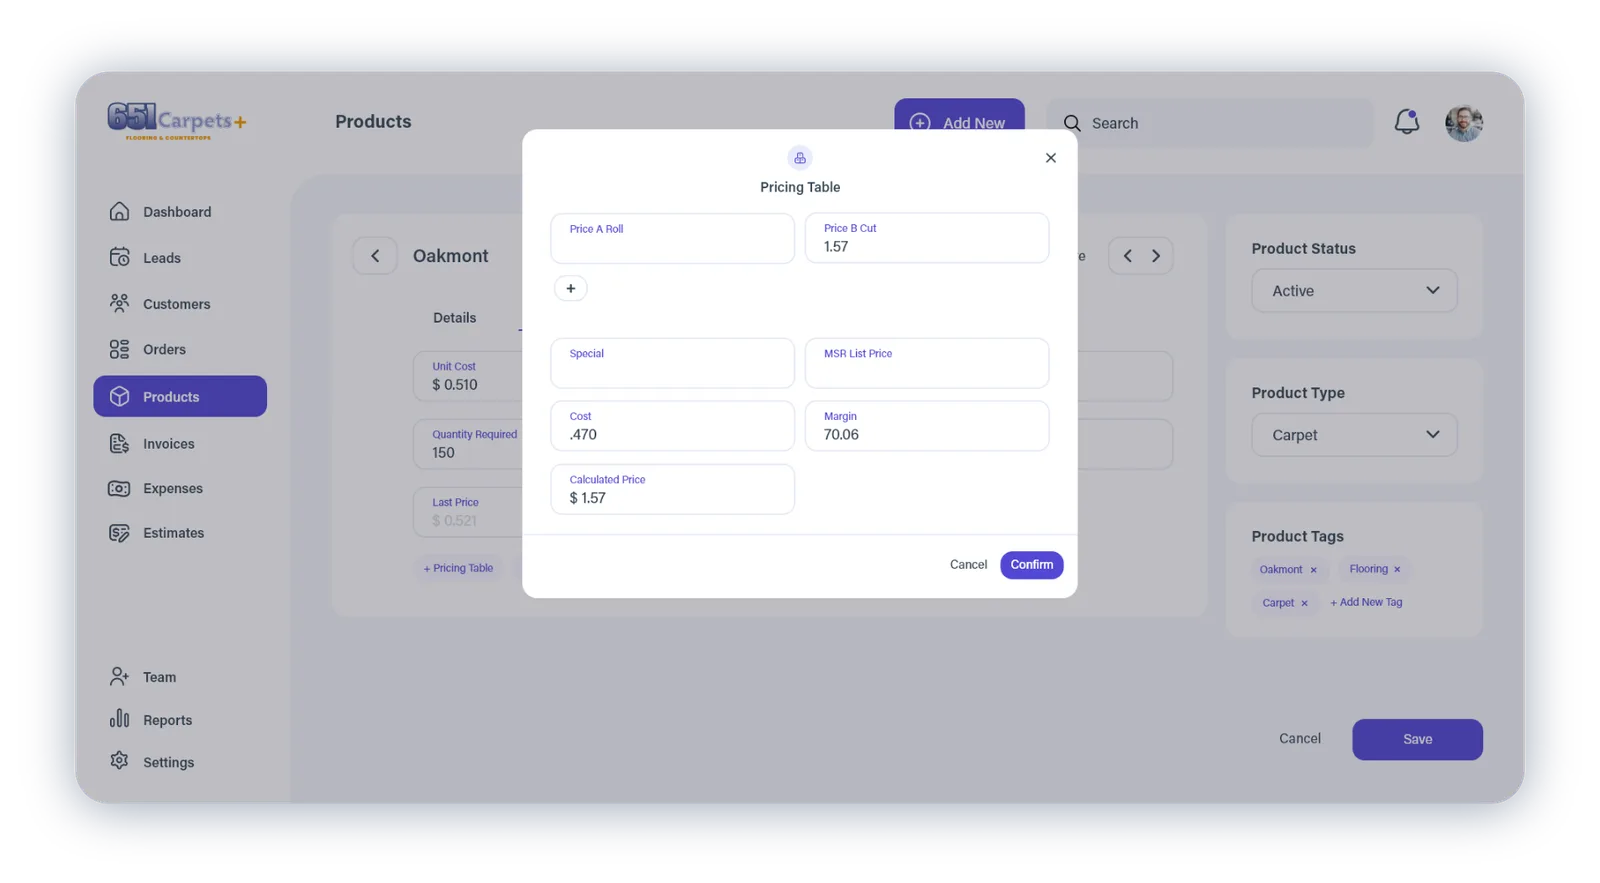 651 Carpets+
FLOORING & COUNTERTOPS
Products
Add New
Search
Dashboard
Leads
Customers
Orders
Products
Invoices
Expenses
Estimates
Team
Reports
Settings
Oakmont
Details
Unit Cost
$ 0.510
Quantity Required
150
Last Price
$ 0.521
+ Pricing Table
Pricing Table
Price A Roll
Price B Cut
1.57
+
Special
MSR List Price
Cost
.470
Margin
70.06
Calculated Price
$ 1.57
Cancel
Confirm
Product Status
Active
Product Type
Carpet
Product Tags
Oakmont ×
Flooring ×
Carpet ×
+ Add New Tag
Cancel
Save